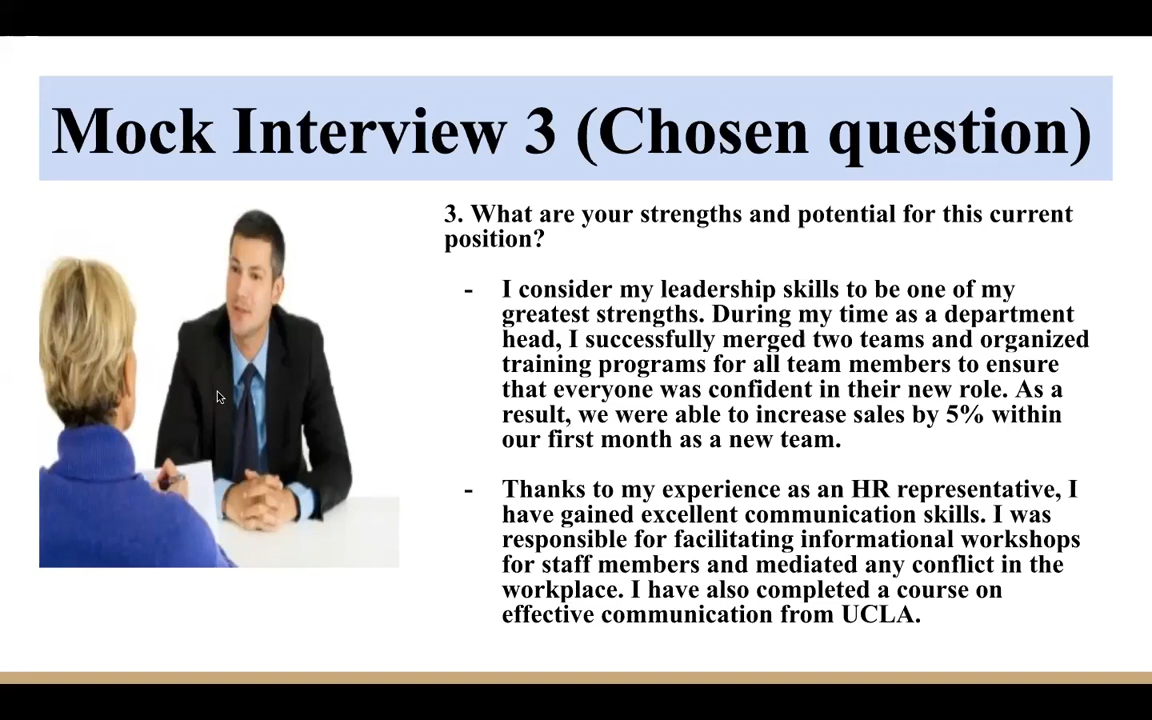 Mock Interview 3 (Chosen question)
3. What are your strengths and potential for this current
position?
- I consider my leadership skills to be one of my
greatest strengths. During my time as a department
head, I successfully merged two teams and organized
training programs for all team members to ensure
that everyone was confident in their new role. As a
result, we were able to increase sales by 5% within
our first month as a new team.
- Thanks to my experience as an HR representative, I
have gained excellent communication skills. I was
responsible for facilitating informational workshops
for staff members and mediated any conflict in the
workplace. I have also completed a course on
effective communication from UCLA.